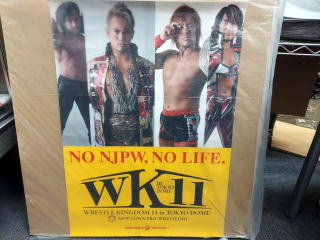 NO NJPW, NO LIFE.
WK11
in
TOKYO
DOME
WRESTLE KINGDOM 11 in TOKYO DOME
NEW JAPAN PRO-WRESTLING